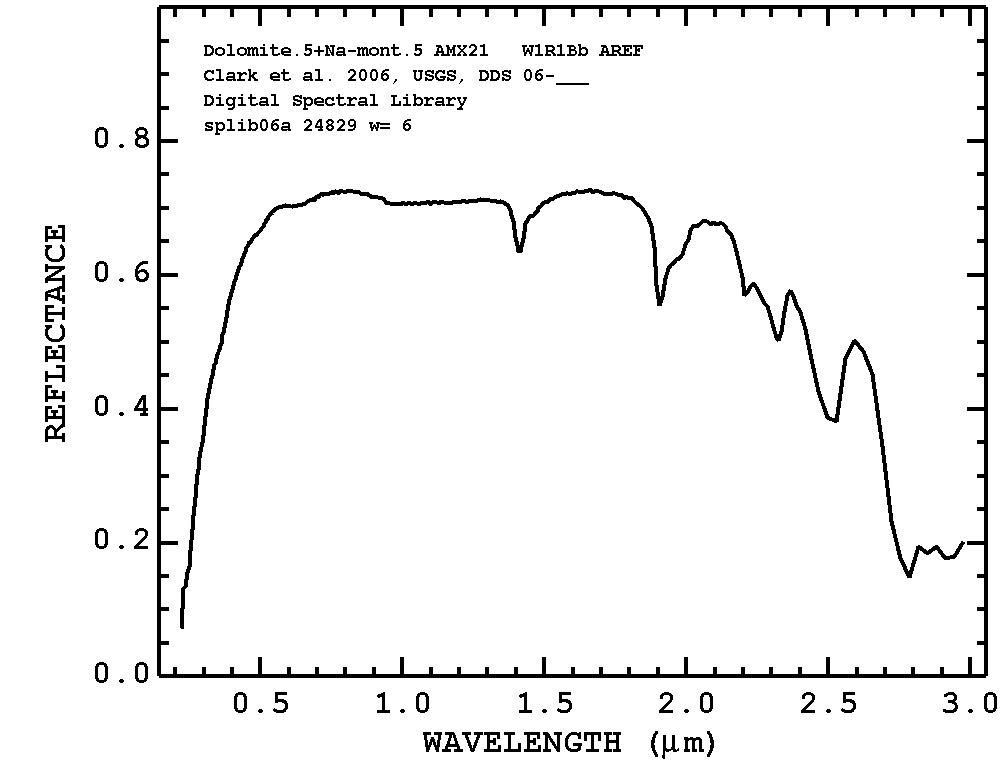 Dolomite.5+Na-mont.5 AMX21 W1R1Bb AREF
Clark et al. 2006, USGS, DDS 06-___
Digital Spectral Library
splib06a 24829 w= 6
0.8
0.6
0.4
0.2
0.0
REFLECTANCE
0.5 1.0 1.5 2.0 2.5 3.0
WAVELENGTH (μm)